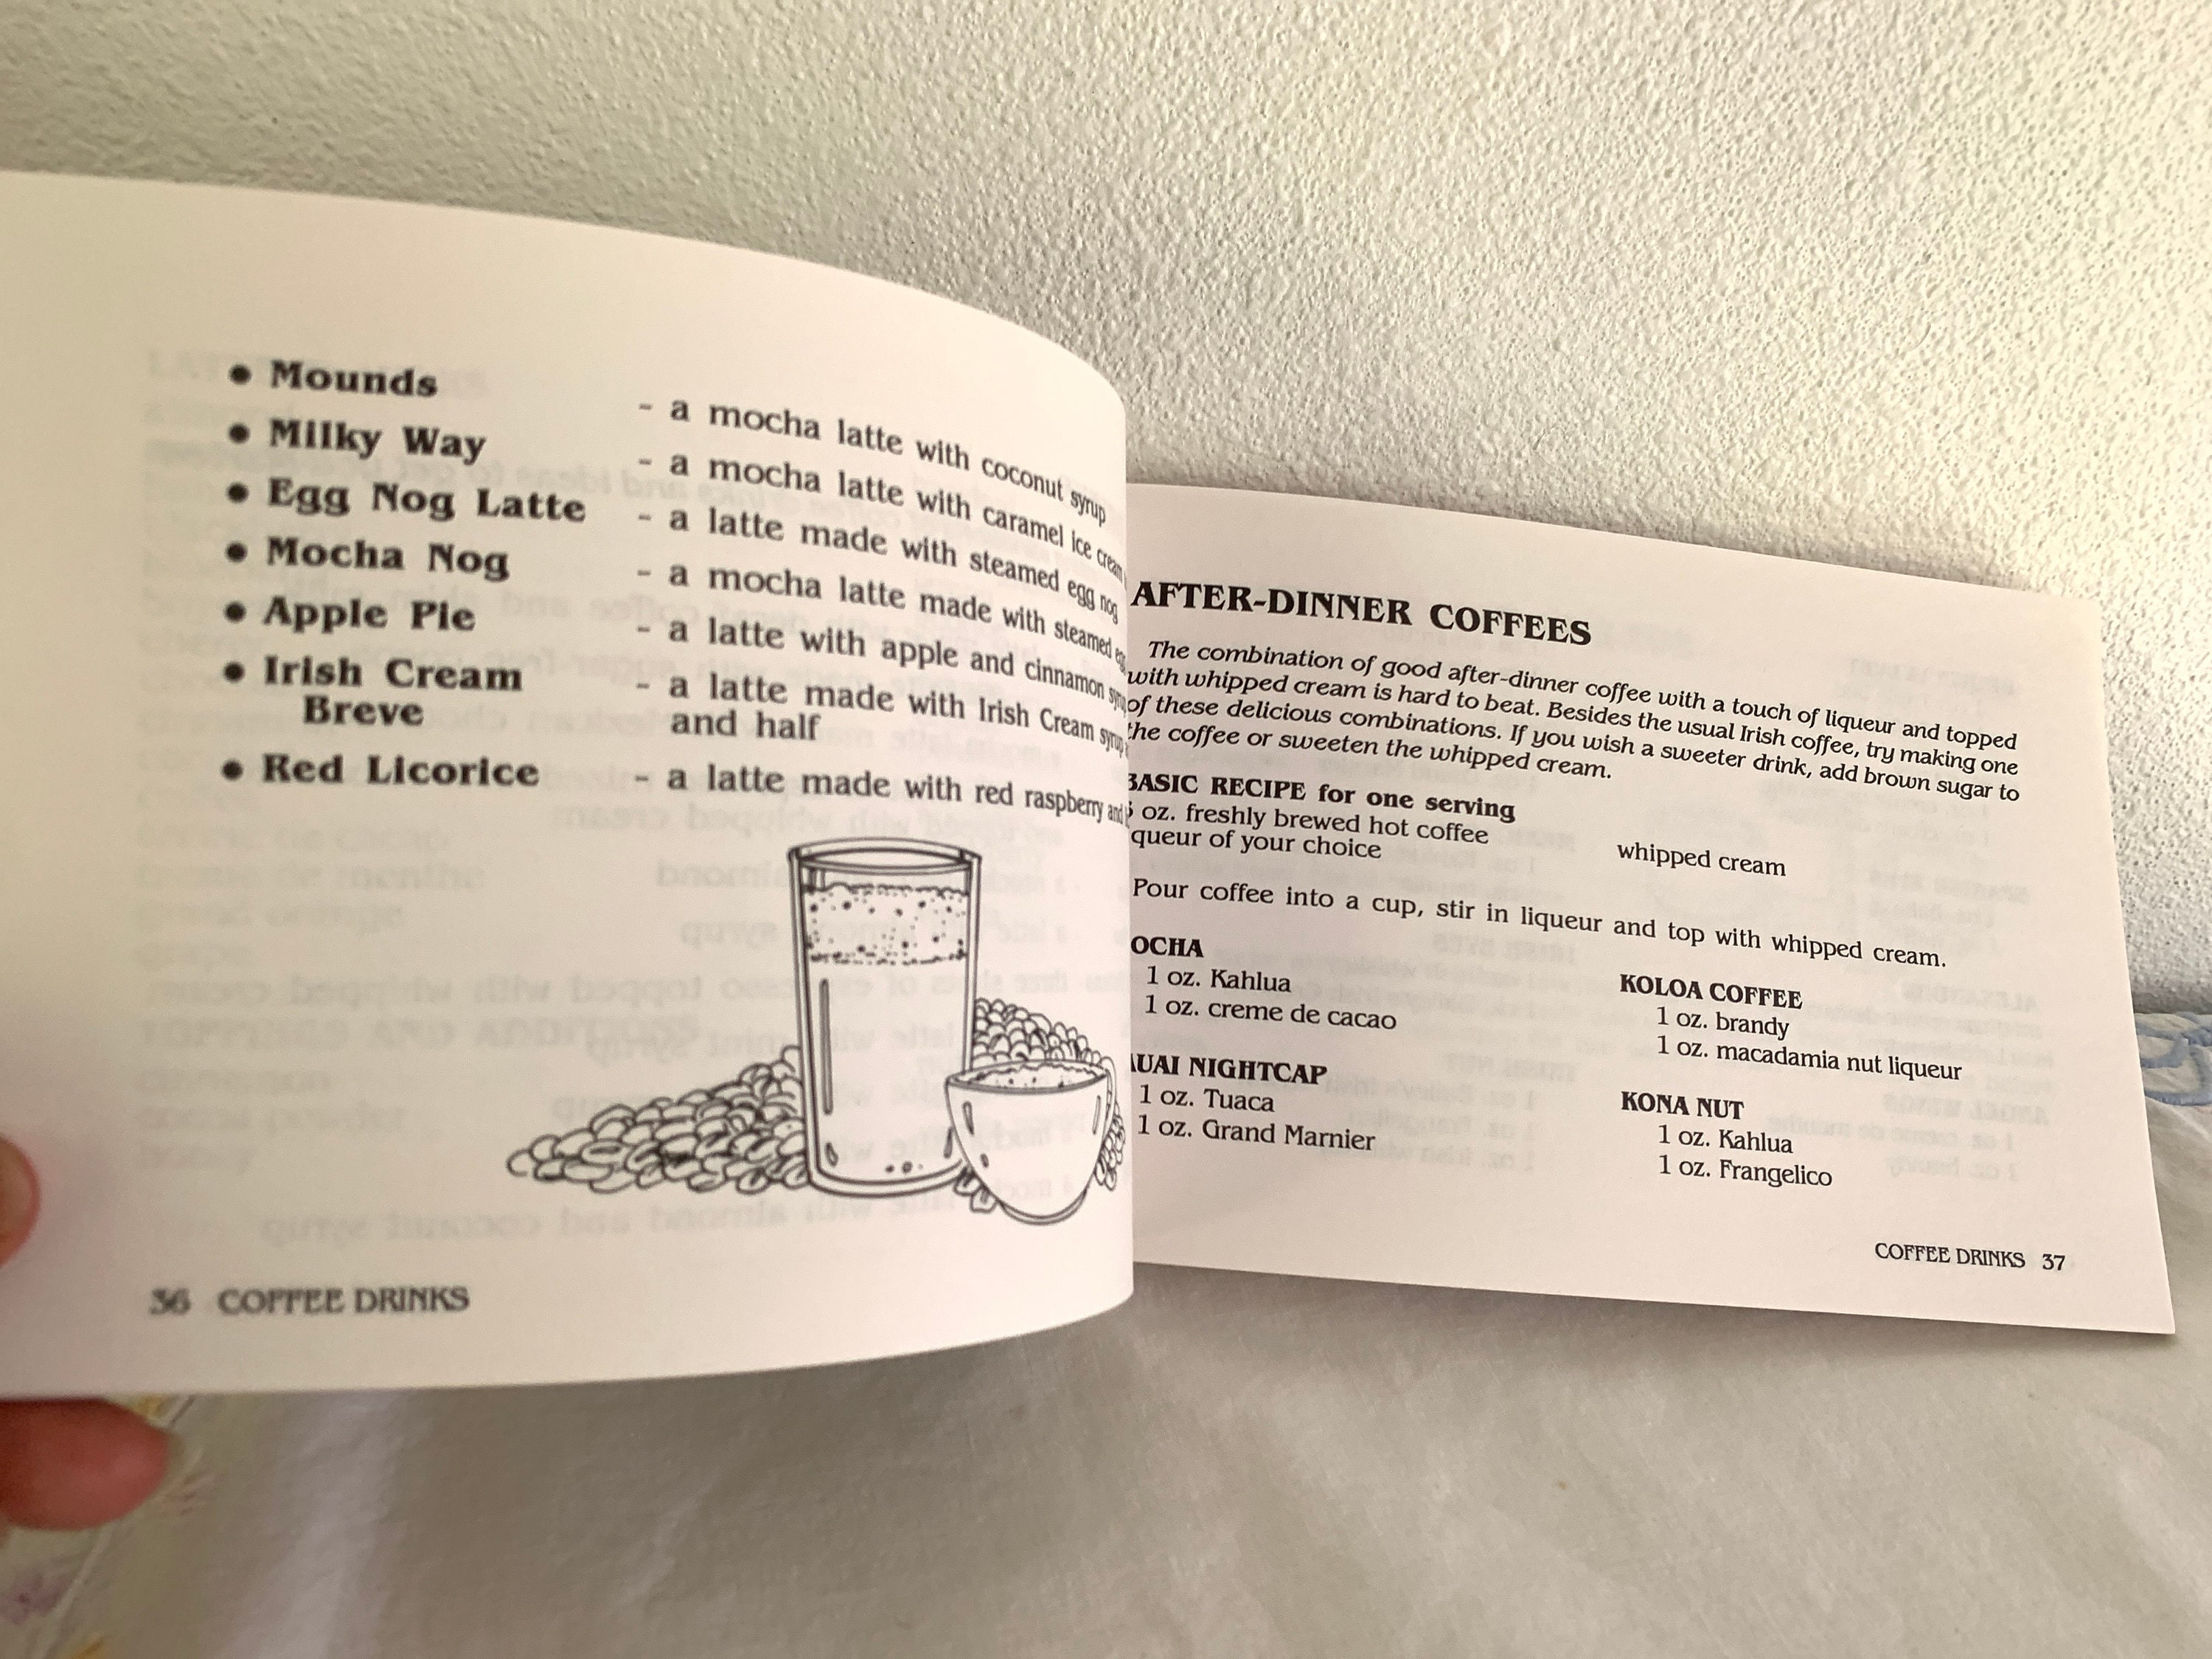 • Mounds - a mocha latte with coconut syrup
• Milky Way - a mocha latte with caramel ice cream
• Egg Nog Latte - a latte made with steamed egg nog
• Mocha Nog - a mocha latte made with steamed
• Apple Pie - a latte with apple and cinnamon
• Irish Cream - a latte made with Irish Cream syrup
Breve and half
• Red Licorice - a latte made with red raspberry and
36 COFFEE DRINKS
AFTER-DINNER COFFEES
The combination of good after-dinner coffee with a touch of liqueur and topped
with whipped cream is hard to beat. Besides the usual Irish coffee, try making one
of these delicious combinations. If you wish a sweeter drink, add brown sugar to
the coffee or sweeten the whipped cream.
BASIC RECIPE for one serving
oz. freshly brewed hot coffee
queur of your choice whipped cream
Pour coffee into a cup, stir in liqueur and top with whipped cream.
OCHA
1 oz. Kahlua
1 oz. creme de cacao
AUAI NIGHTCAP
1 oz. Tuaca
1 oz. Grand Marnier
KOLOA COFFEE
1 oz. brandy
1 oz. macadamia nut liqueur
KONA NUT
1 oz. Kahlua
1 oz. Frangelico
COFFEE DRINKS 37